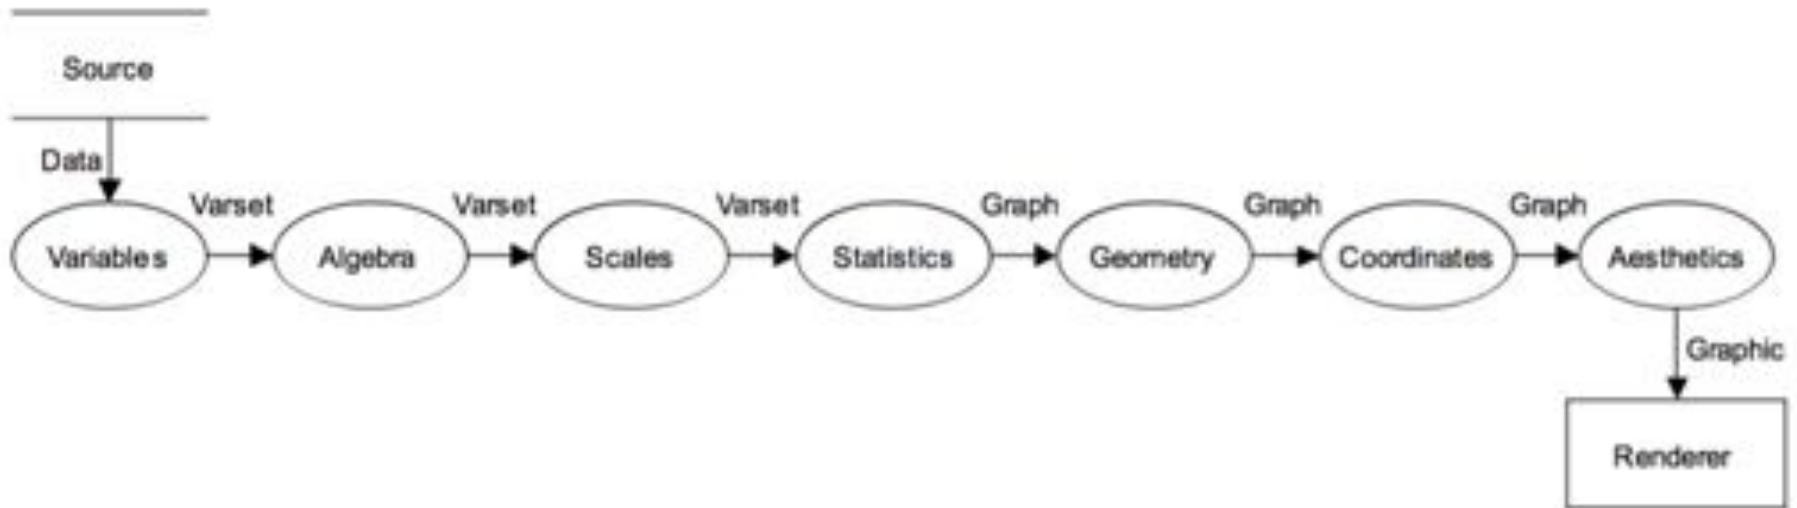 Source
Data
Varset Varset Varset Graph Graph Graph
Variables Algebra Scales Statistics Geometry Coordinates Aesthetics
Graphic
Renderer